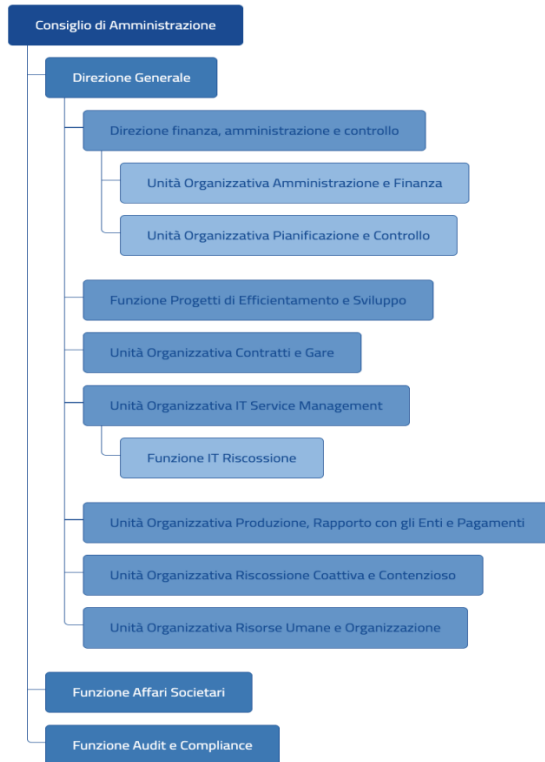 Consiglio di Amministrazione
Direzione Generale
Direzione finanza, amministrazione e controllo
Unità Organizzativa Amministrazione e Finanza
Unità Organizzativa Pianificazione e Controllo
Funzione Progetti di Efficientamento e Sviluppo
Unità Organizzativa Contratti e Gare
Unità Organizzativa IT Service Management
Funzione IT Riscossione
Unità Organizzativa Produzione, Rapporto con gli Enti e Pagamenti
Unità Organizzativa Riscossione Coattiva e Contenzioso
Unità Organizzativa Risorse Umane e Organizzazione
Funzione Affari Societari
Funzione Audit e Compliance